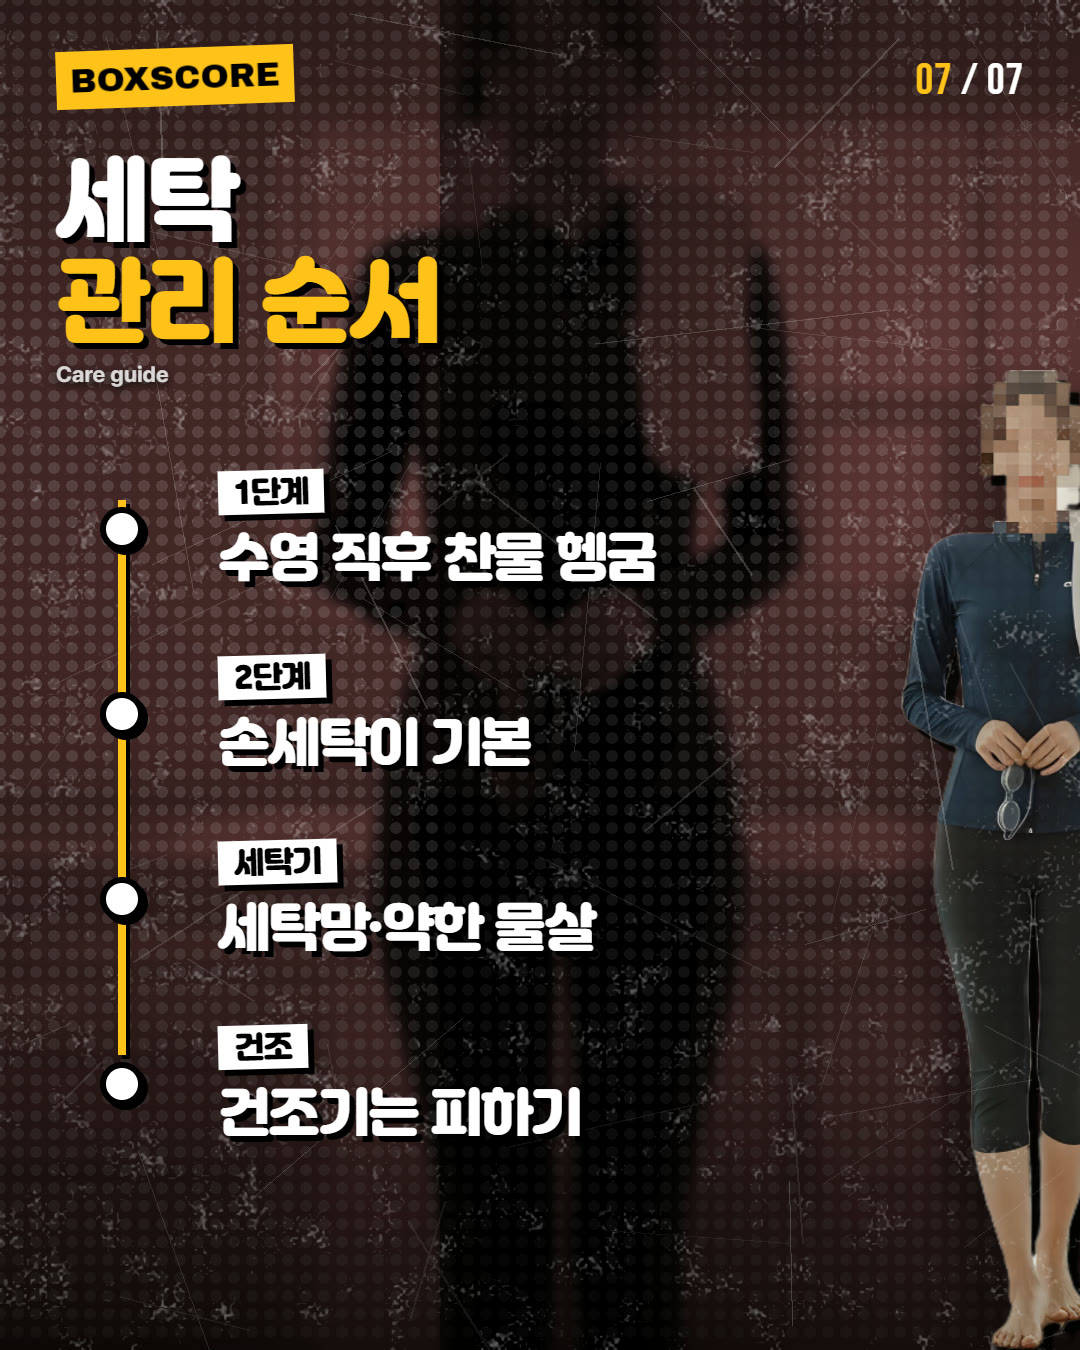 BOXSCORE
07 / 07
세탁
관리 순서
Care guide
1단계
수영 직후 찬물 헹굼
2단계
손세탁이 기본
세탁기
세탁망·약한 물살
건조
건조기는 피하기